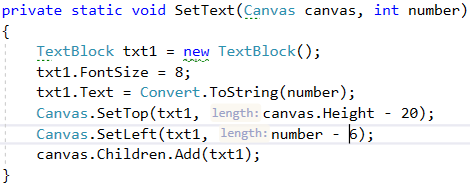 private static void SetText(Canvas canvas, int number)
{
TextBlock txt1 = new TextBlock();
txt1.FontSize = 8;
txt1.Text = Convert.ToString(number);
Canvas.SetTop(txt1, length: canvas.Height - 20);
Canvas.SetLeft(txt1, length: number - 6);
canvas.Children.Add(txt1);
}